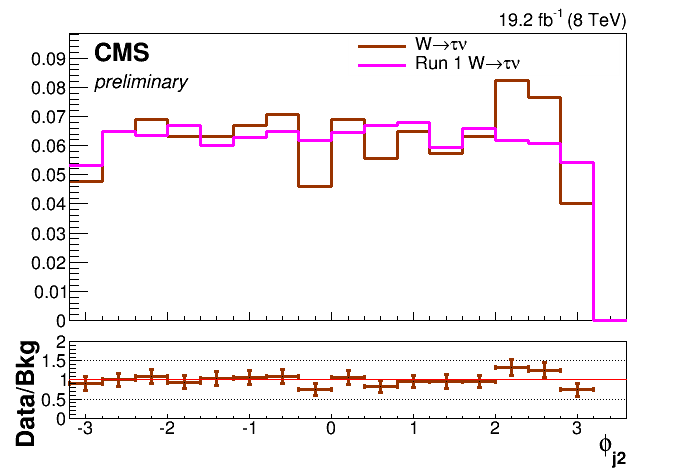 19.2 fb⁻¹ (8 TeV)
CMS
preliminary
W→τν
Run 1 W→τν
0.09
0.08
0.07
0.06
0.05
0.04
0.03
0.02
0.01
0
Data/Bkg
2
1.5
1
0.5
0
-3 -2 -1 0 1 2 3
ϕj2